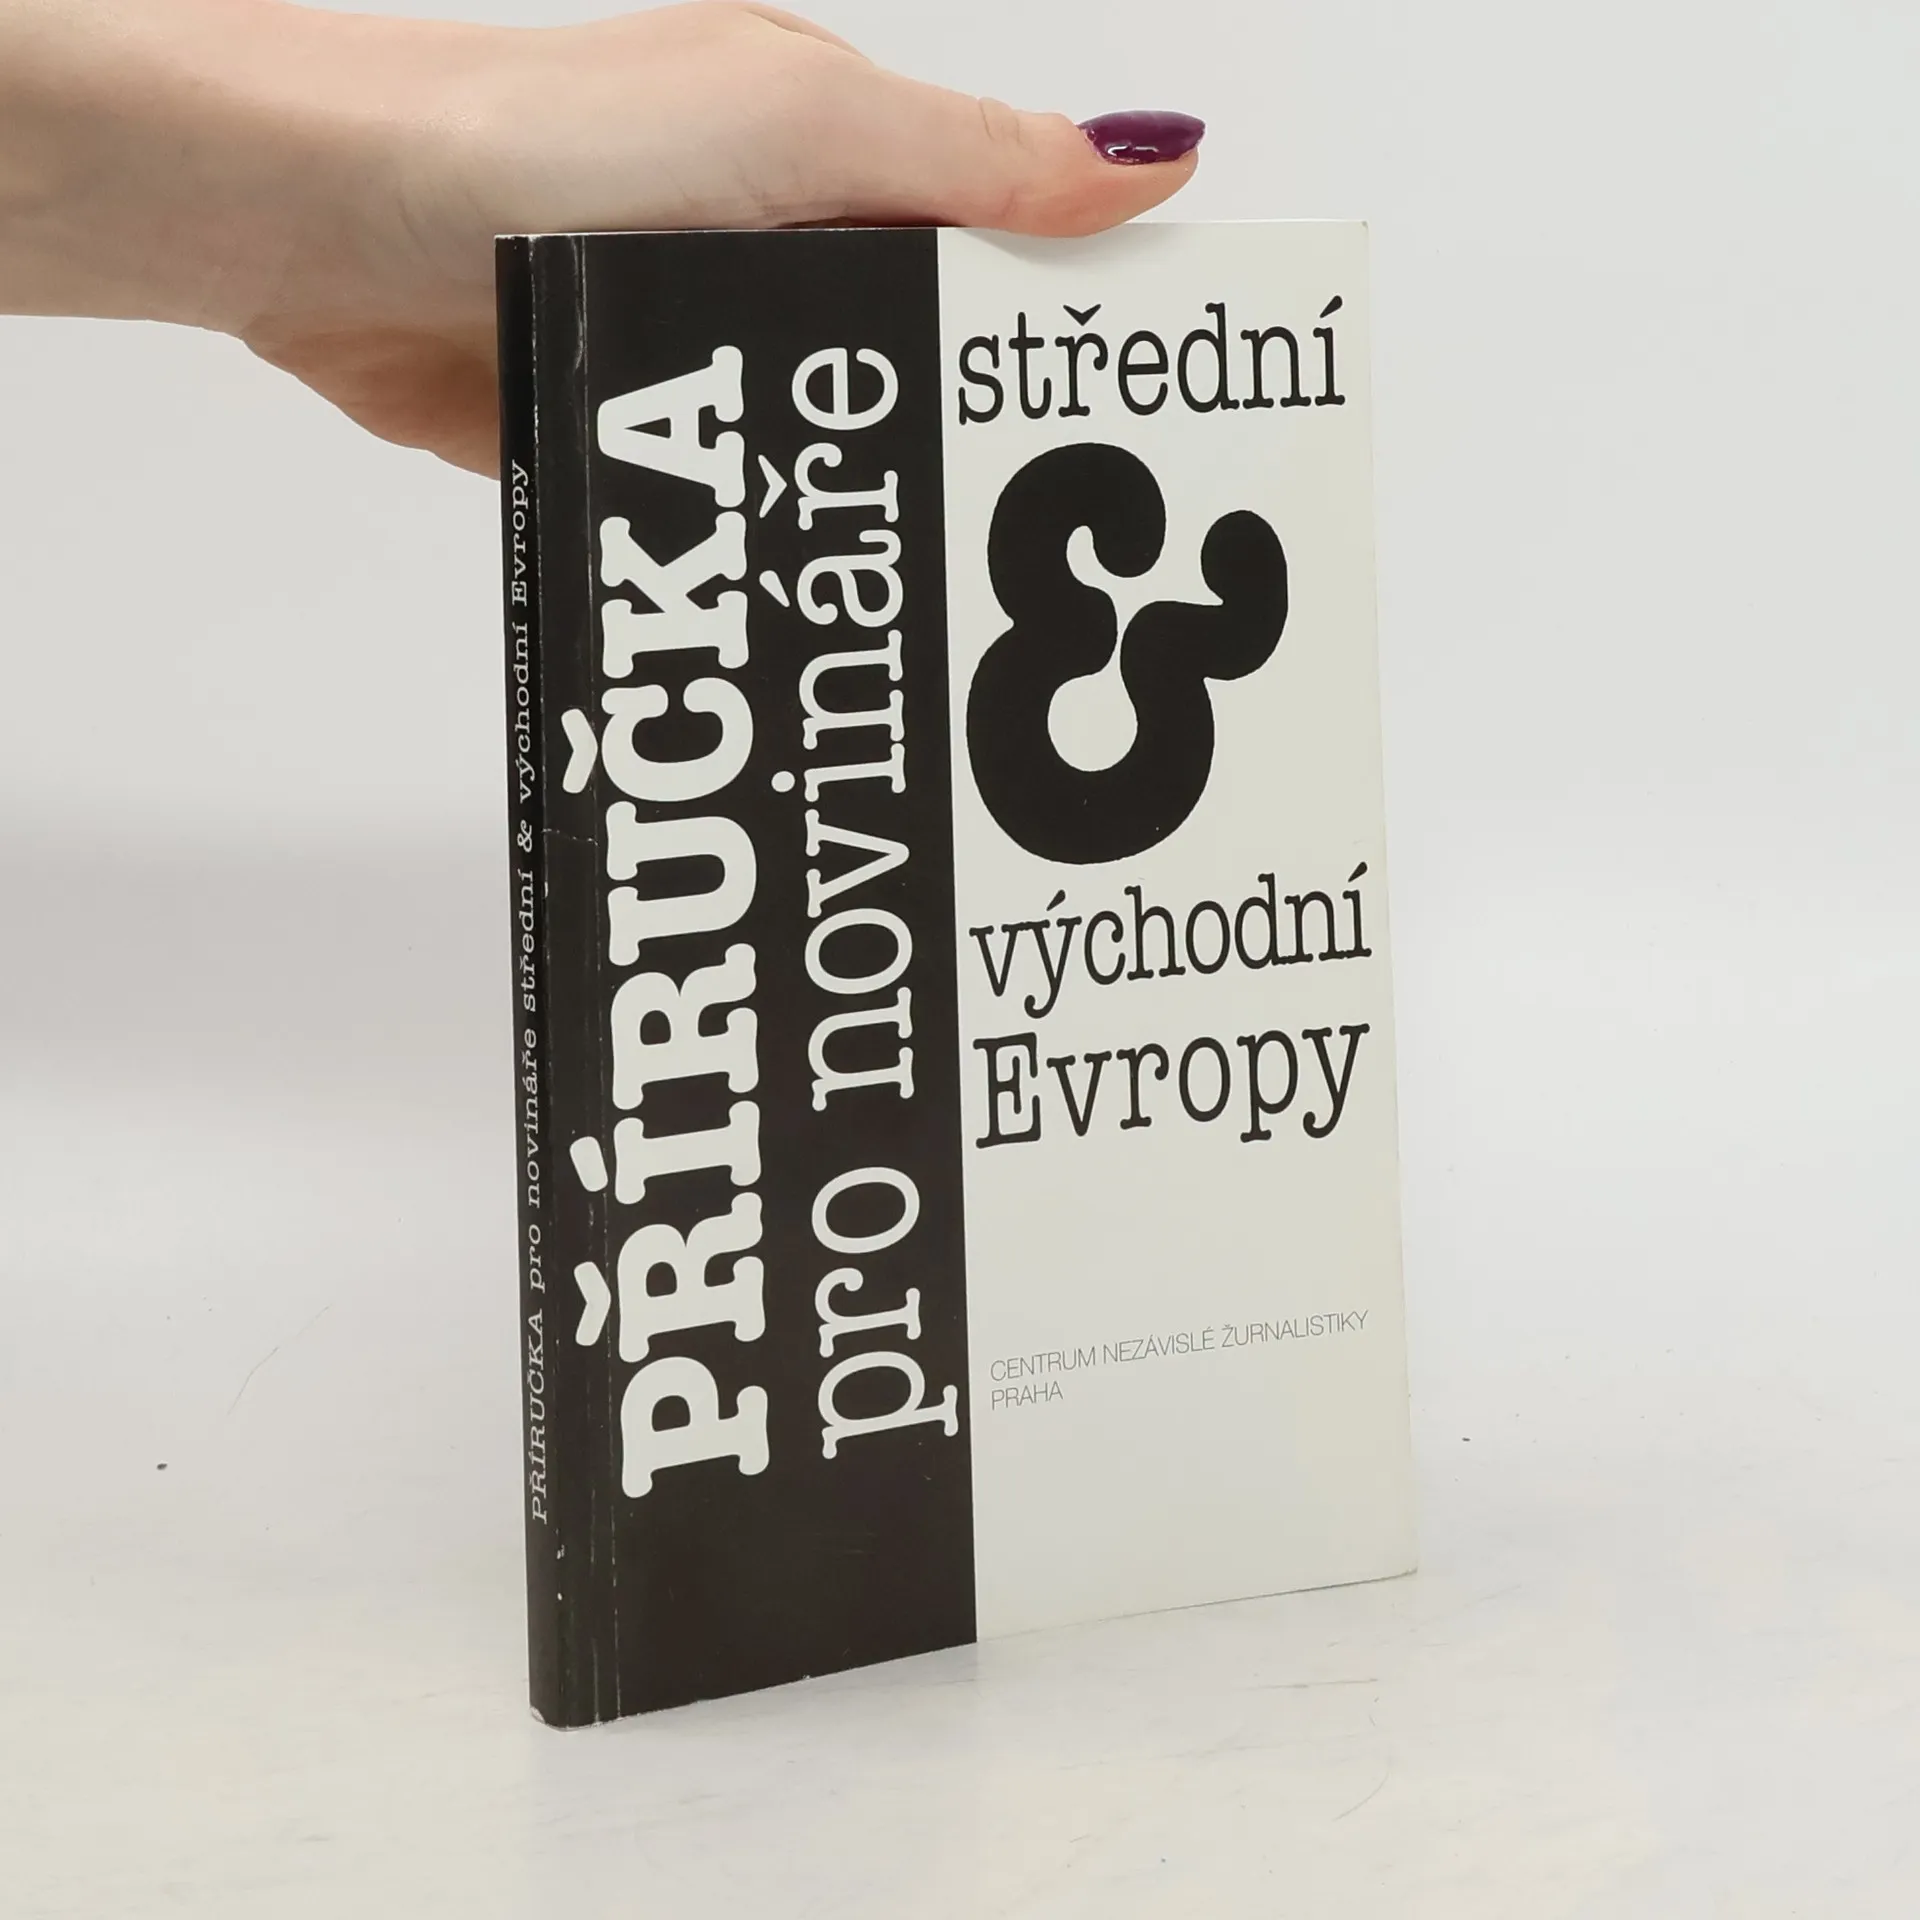 PŘÍRUČKA pro novináře střední & východní Evropy
PŘÍRUČKA
pro novináře
střední
&
východní
Evropy
CENTRUM NEZÁVISLÉ ŽURNALISTIKY
PRAHA